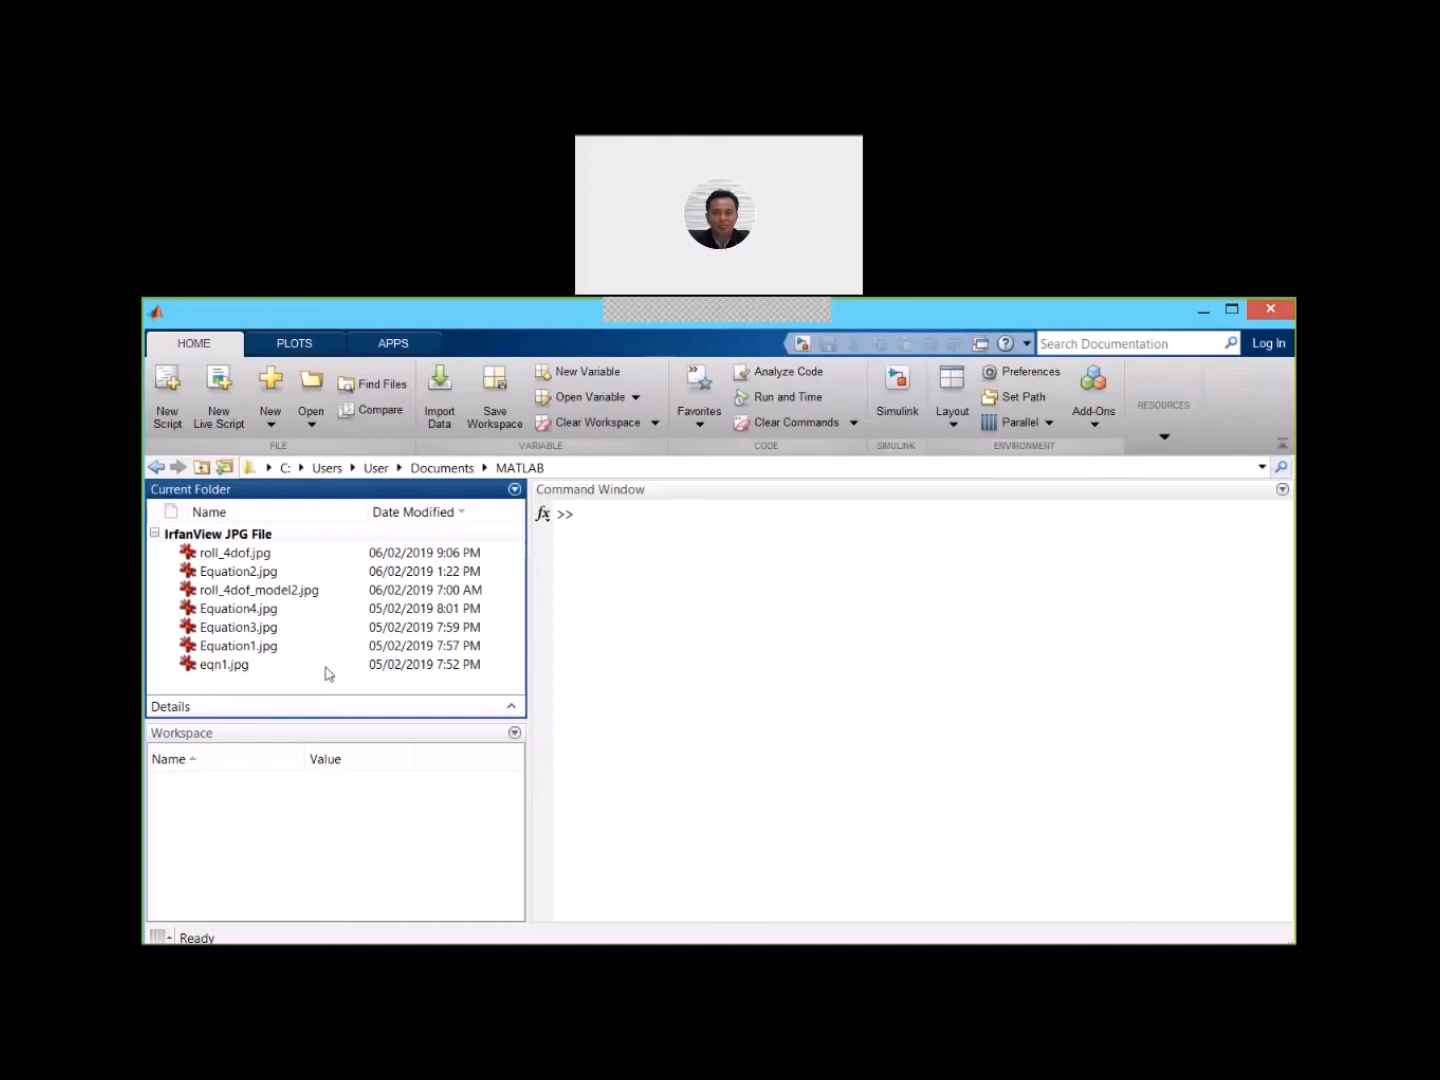 HOME PLOTS APPS Search Documentation Log In
New Script
New Live Script
New
Open
Find Files
Compare
FILE
Import Data
Save Workspace
New Variable
Open Variable
Clear Workspace
VARIABLE
Favorites
Analyze Code
Run and Time
Clear Commands
CODE
Simulink
SIMULINK
Layout
Preferences
Set Path
Parallel
Add-Ons
ENVIRONMENT
RESOURCES
C: Users User Documents MATLAB
Current Folder
Name Date Modified
IrfanView JPG File
roll_4dof.jpg 06/02/2019 9:06 PM
Equation2.jpg 06/02/2019 1:22 PM
roll_4dof_model2.jpg 06/02/2019 7:00 AM
Equation4.jpg 05/02/2019 8:01 PM
Equation3.jpg 05/02/2019 7:59 PM
Equation1.jpg 05/02/2019 7:57 PM
eqn1.jpg 05/02/2019 7:52 PM
Details
Workspace
Name Value
Command Window
fx >>
Ready